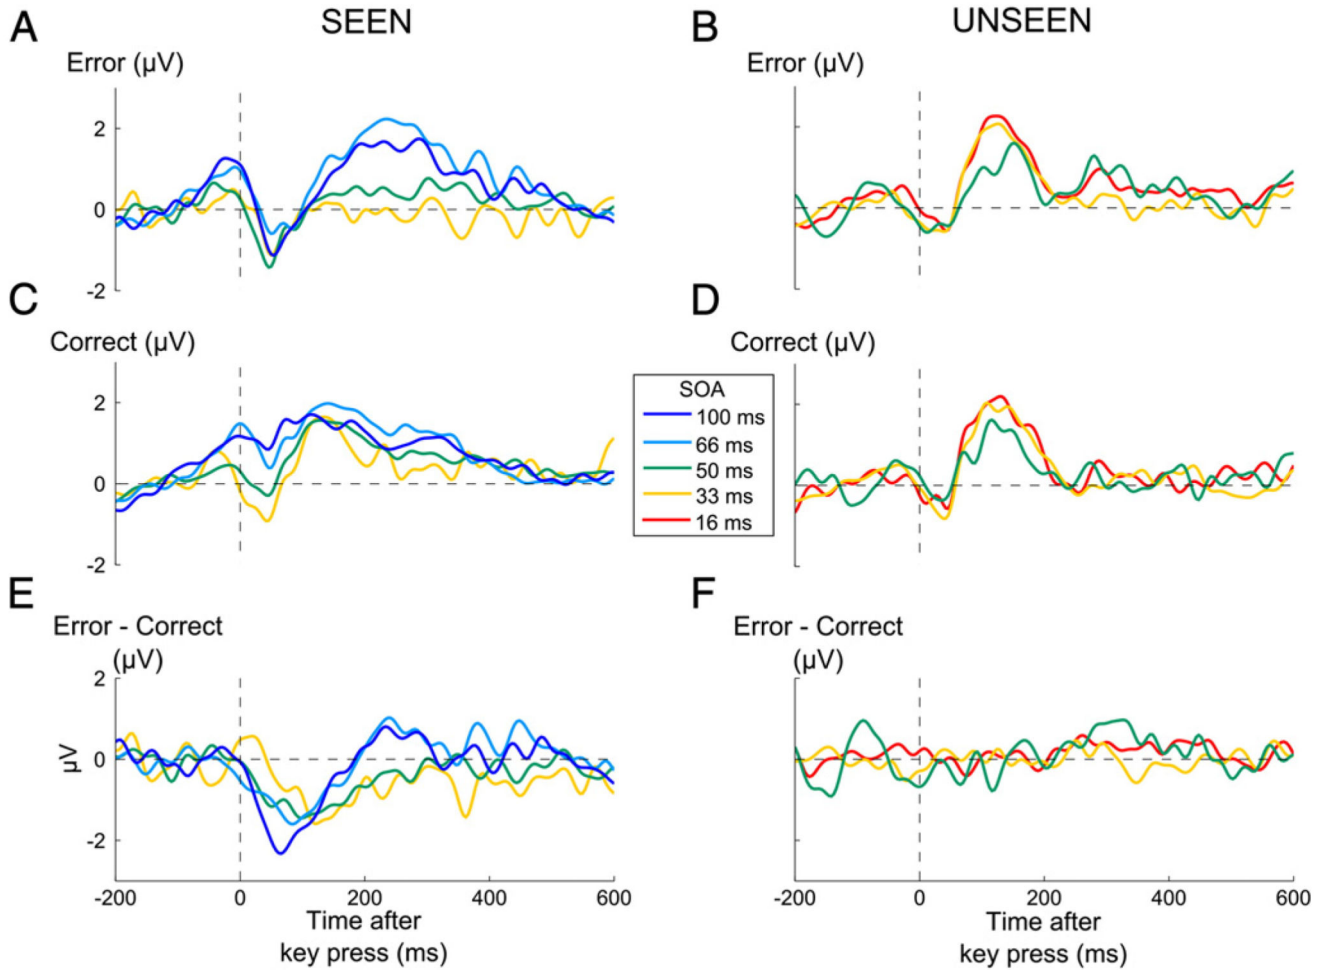 A
SEEN
B
UNSEEN
Error (µV)
Error (µV)
2
0
-2
C
D
Correct (µV)
Correct (µV)
2
0
-2
SOA
100 ms
66 ms
50 ms
33 ms
16 ms
E
F
Error - Correct
(µV)
Error - Correct
(µV)
2
0
-2
µV
-200 0 200 400 600
Time after
key press (ms)
-200 0 200 400 600
Time after
key press (ms)